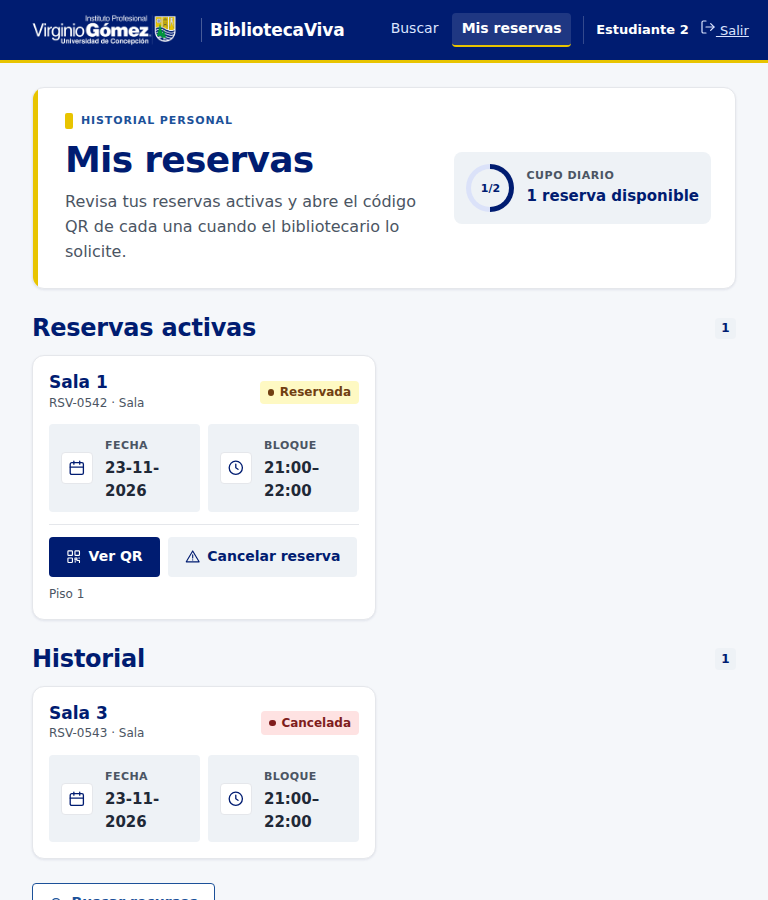 Instituto Profesional
VirginioGómez
Universidad de Concepción
BibliotecaViva
Buscar
Mis reservas
Estudiante 2
Salir
HISTORIAL PERSONAL
Mis reservas
Revisa tus reservas activas y abre el código
QR de cada una cuando el bibliotecario lo
solicite.
1/2
CUPO DIARIO
1 reserva disponible
Reservas activas
1
Sala 1
RSV-0542 · Sala
Reservada
FECHA
23-11-
2026
BLOQUE
21:00–
22:00
Ver QR
Cancelar reserva
Piso 1
Historial
1
Sala 3
RSV-0543 · Sala
Cancelada
FECHA
23-11-
2026
BLOQUE
21:00–
22:00
Buscar recursos